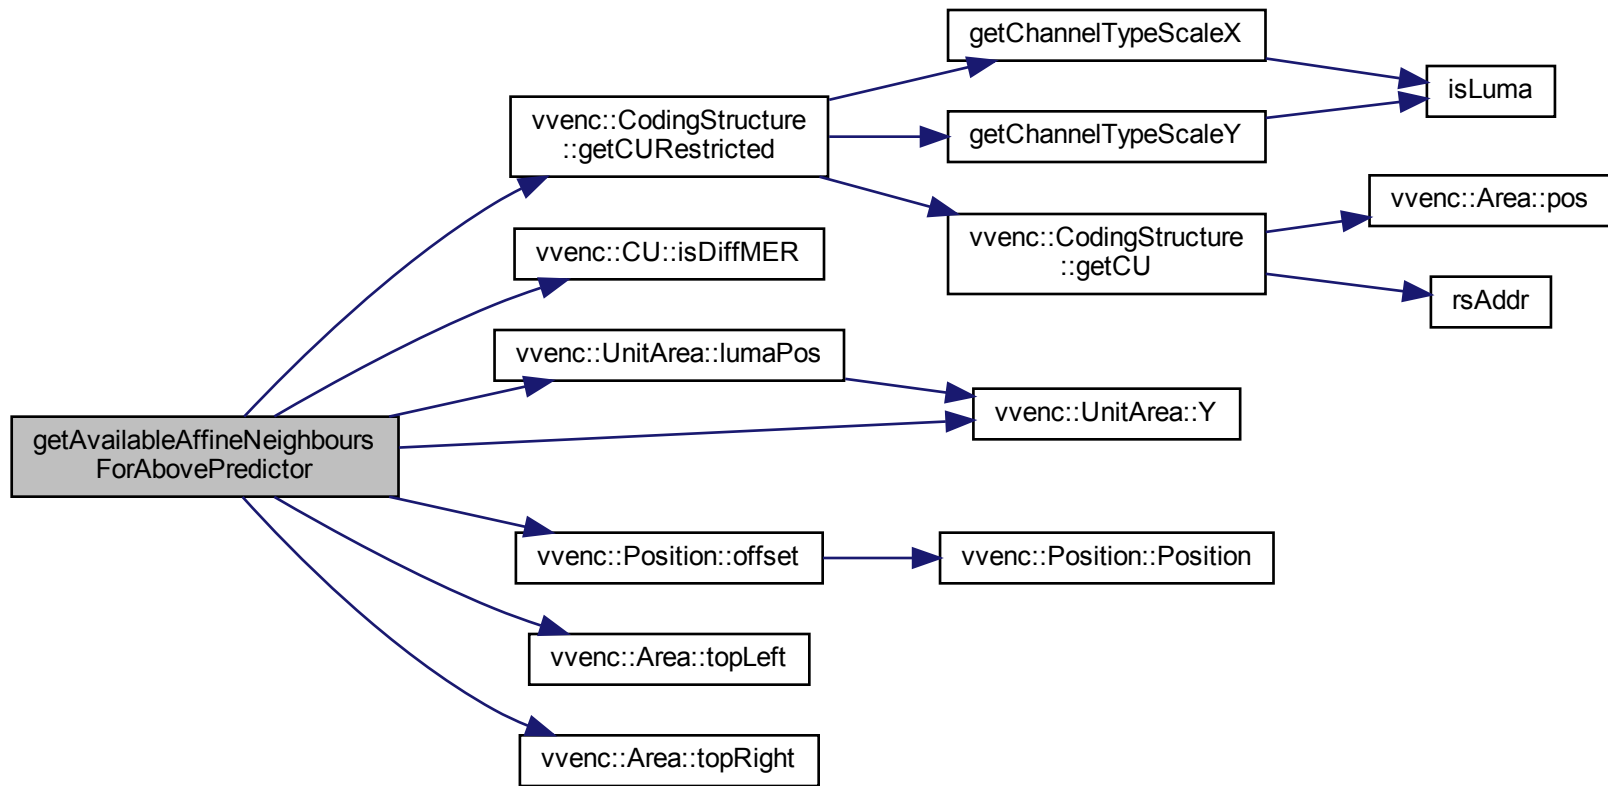 getAvailableAffineNeighbours
ForAbovePredictor
vvenc::CodingStructure
::getCURestricted
vvenc::CU::isDiffMER
vvenc::UnitArea::lumaPos
vvenc::Position::offset
vvenc::Area::topLeft
vvenc::Area::topRight
getChannelTypeScaleX
getChannelTypeScaleY
vvenc::CodingStructure
::getCU
vvenc::UnitArea::Y
vvenc::Position::Position
isLuma
vvenc::Area::pos
rsAddr